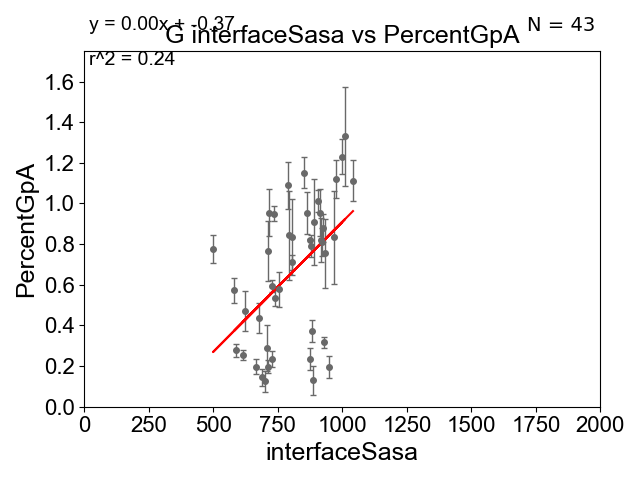 y = 0.00x + -0.37
N = 43
G interfaceSasa vs PercentGpA
r^2 = 0.24
PercentGpA
1.6
1.4
1.2
1.0
0.8
0.6
0.4
0.2
0.0
0 250 500 750 1000 1250 1500 1750 2000
interfaceSasa